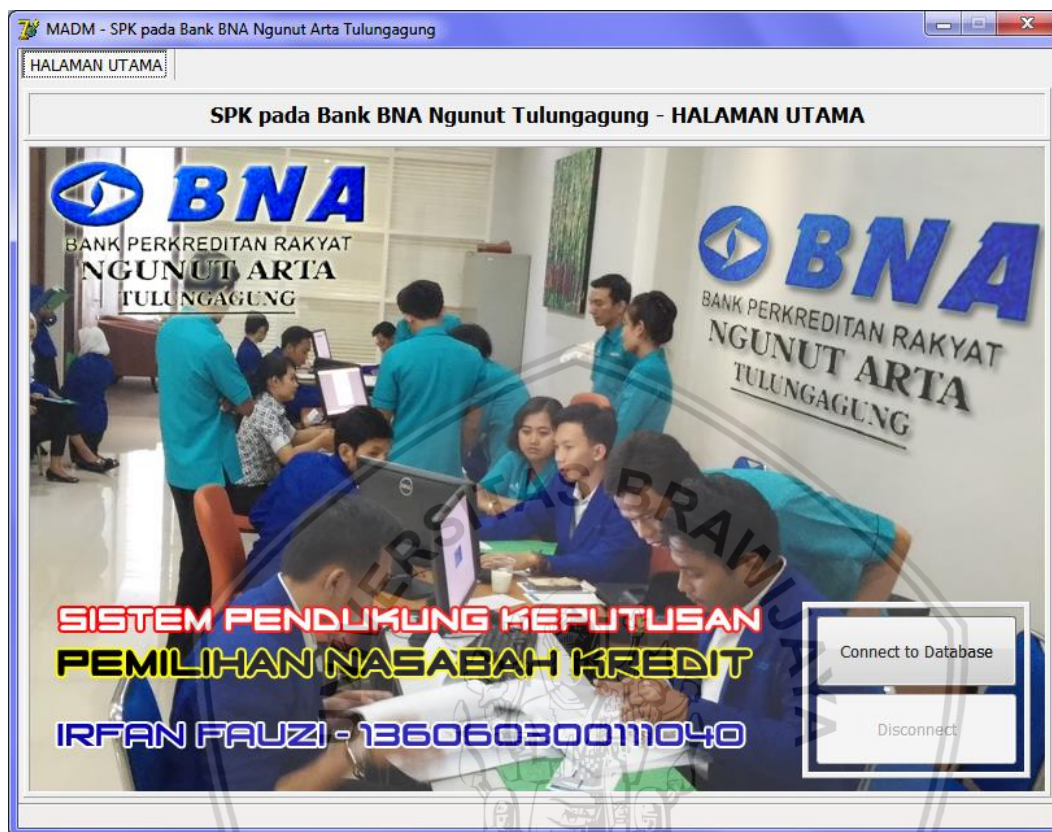 MADM - SPK pada Bank BNA Ngunut Arta Tulungagung
HALAMAN UTAMA
SPK pada Bank BNA Ngunut Tulungagung - HALAMAN UTAMA
BNA
BANK PERKREDITAN RAKYAT
NGUNUT ARTA
TULUNGAGUNG
BNA
BANK PERKREDITAN RAKYAT
NGUNUT ARTA
TULUNGAGUNG
SISTEM PENDUKUNG KEPUTUSAN
PEMILIHAN NASABAH KREDIT
IRFAN FAUZI - 136060300111040
Connect to Database
Disconnect